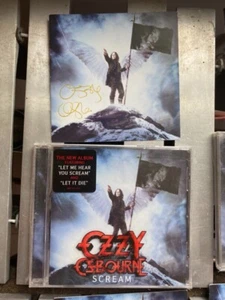 THE NEW ALBUM
"LET ME HEAR
YOU SCREAM"
"LET IT DIE"
OZZY
OSBOURNE
SCREAM